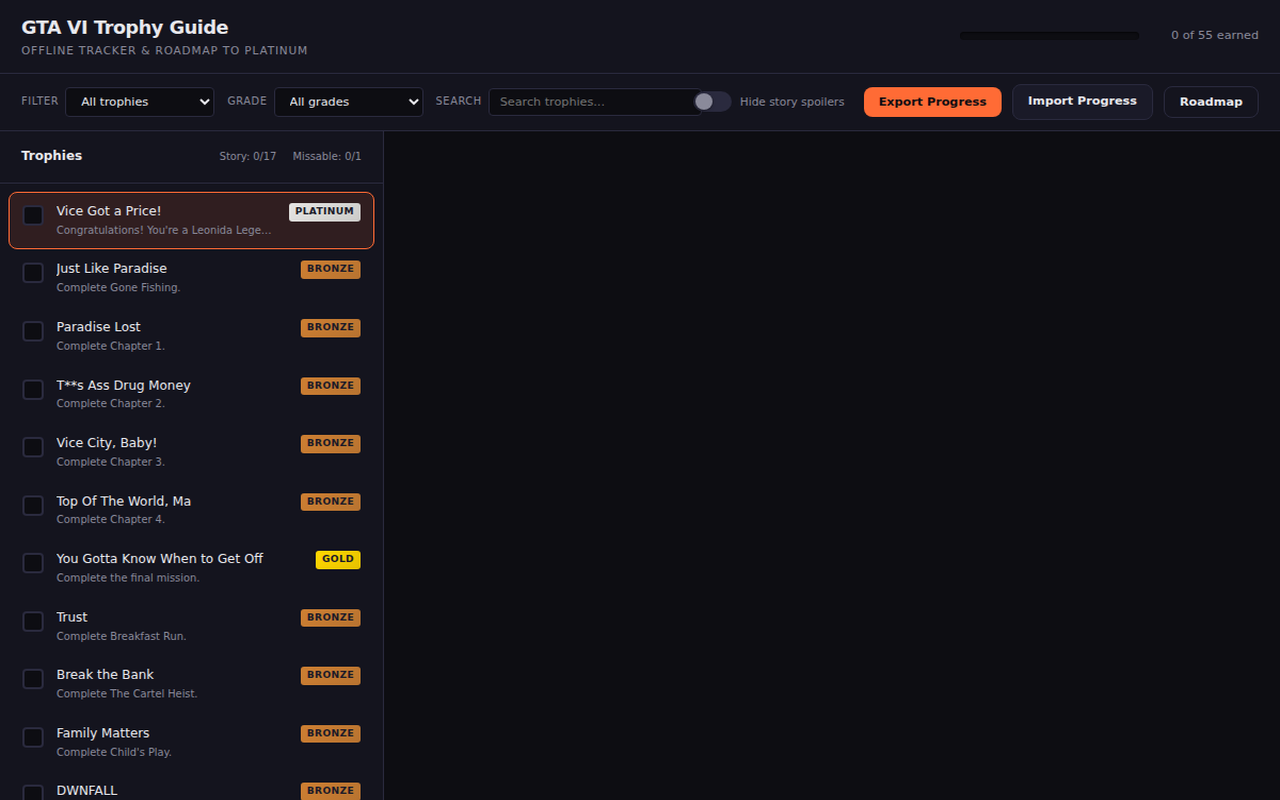 GTA VI Trophy Guide
OFFLINE TRACKER & ROADMAP TO PLATINUM
0 of 55 earned
FILTER All trophies GRADE All grades SEARCH Search trophies... Hide story spoilers Export Progress Import Progress Roadmap
Trophies Story: 0/17 Missable: 0/1
Vice Got a Price! PLATINUM
Congratulations! You're a Leonida Lege...
Just Like Paradise BRONZE
Complete Gone Fishing.
Paradise Lost BRONZE
Complete Chapter 1.
T**s Ass Drug Money BRONZE
Complete Chapter 2.
Vice City, Baby! BRONZE
Complete Chapter 3.
Top Of The World, Ma BRONZE
Complete Chapter 4.
You Gotta Know When to Get Off GOLD
Complete the final mission.
Trust BRONZE
Complete Breakfast Run.
Break the Bank BRONZE
Complete The Cartel Heist.
Family Matters BRONZE
Complete Child's Play.
DWNFALL BRONZE